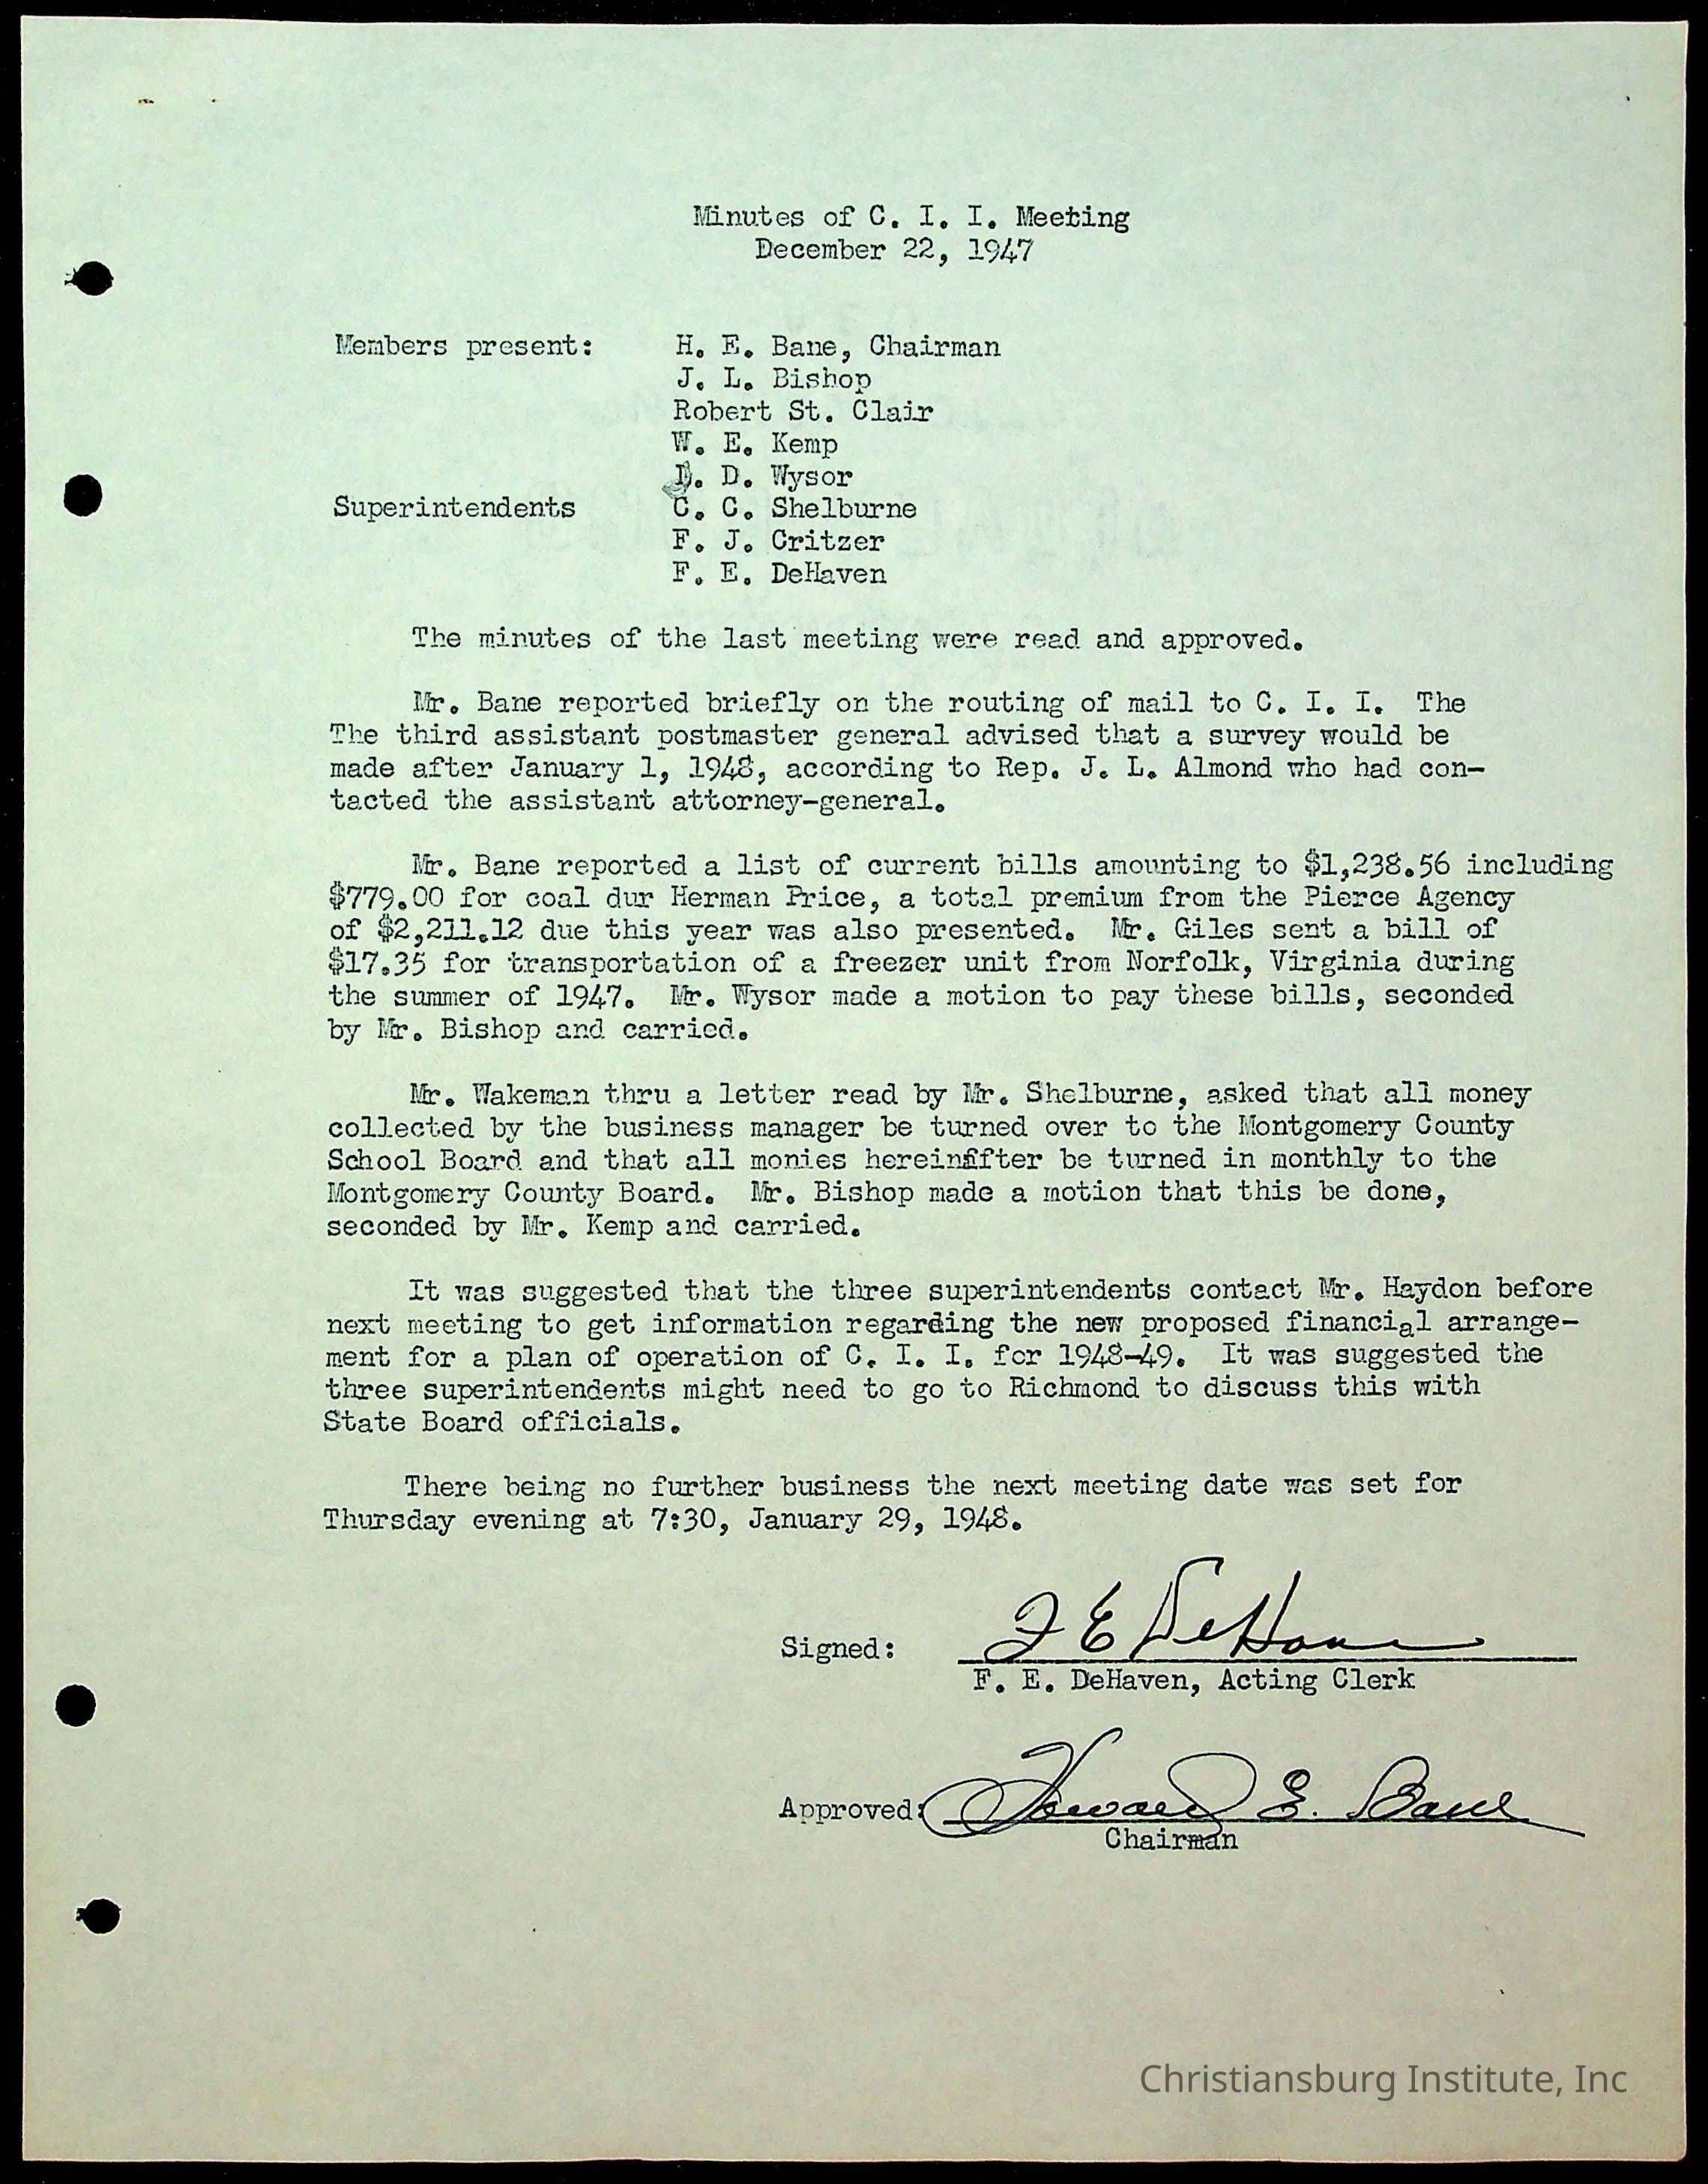 Minutes of C. I. I. Meeting
December 22, 1947
Members present: H. E. Bane, Chairman
J. L. Bishop
Robert St. Clair
W. E. Kemp
D. D. Wysor
Superintendents C. C. Shelburne
F. J. Critzer
F. E. DeHaven
The minutes of the last meeting were read and approved.
Mr. Bane reported briefly on the routing of mail to C. I. I. The
The third assistant postmaster general advised that a survey would be
made after January 1, 1948, according to Rep. J. L. Almond who had con-
tacted the assistant attorney-general.
Mr. Bane reported a list of current bills amounting to $1,238.56 including
$779.00 for coal dur Herman Price, a total premium from the Pierce Agency
of $2,211.12 due this year was also presented. Mr. Giles sent a bill of
$17.35 for transportation of a freezer unit from Norfolk, Virginia during
the summer of 1947. Mr. Wysor made a motion to pay these bills, seconded
by Mr. Bishop and carried.
Mr. Wakeman thru a letter read by Mr. Shelburne, asked that all money
collected by the business manager be turned over to the Montgomery County
School Board and that all monies hereinafter be turned in monthly to the
Montgomery County Board. Mr. Bishop made a motion that this be done,
seconded by Mr. Kemp and carried.
It was suggested that the three superintendents contact Mr. Haydon before
next meeting to get information regarding the new proposed financial arrange-
ment for a plan of operation of C. I. I. for 1948-49. It was suggested the
three superintendents might need to go to Richmond to discuss this with
State Board officials.
There being no further business the next meeting date was set for
Thursday evening at 7:30, January 29, 1948.
Signed: F E DeHaven
F. E. DeHaven, Acting Clerk
Approved: Howard E. Bane
Chairman
Christiansburg Institute, Inc